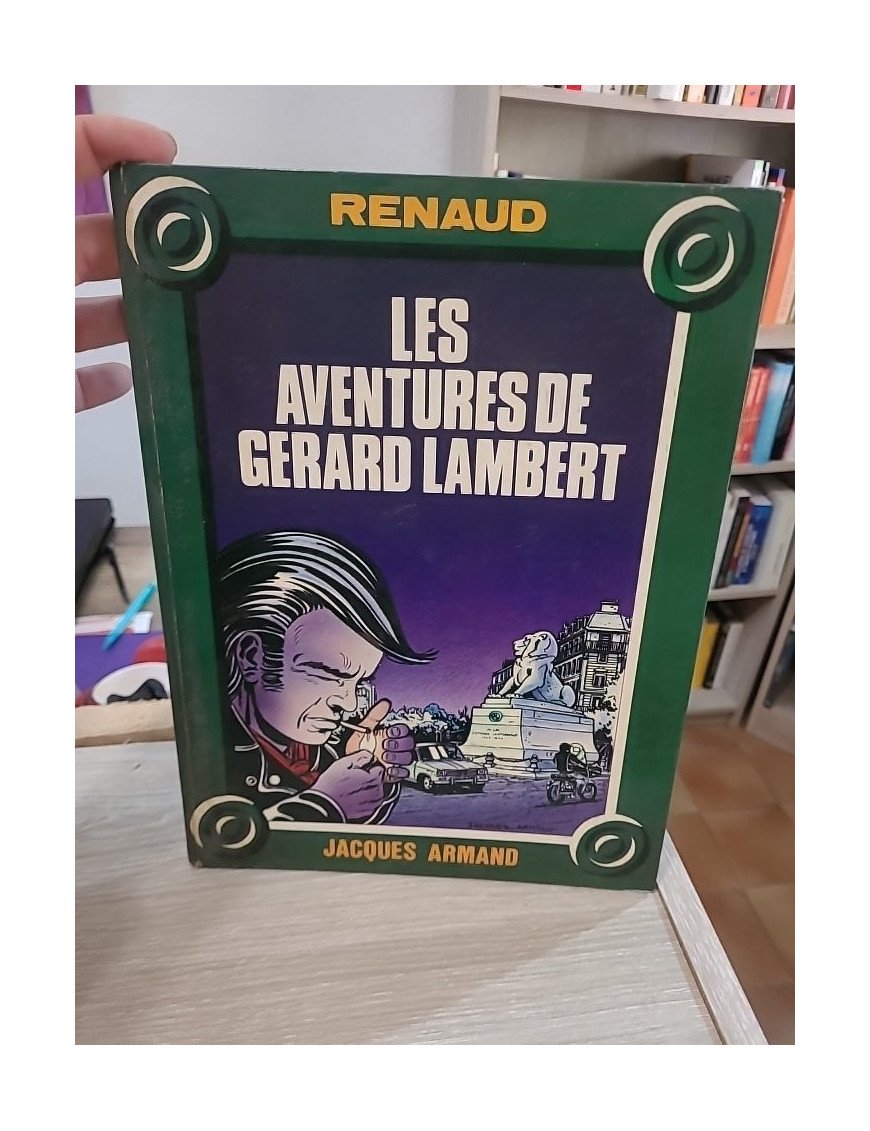 RENAUD
LES
AVENTURES DE
GERARD LAMBERT
JACQUES ARMAND